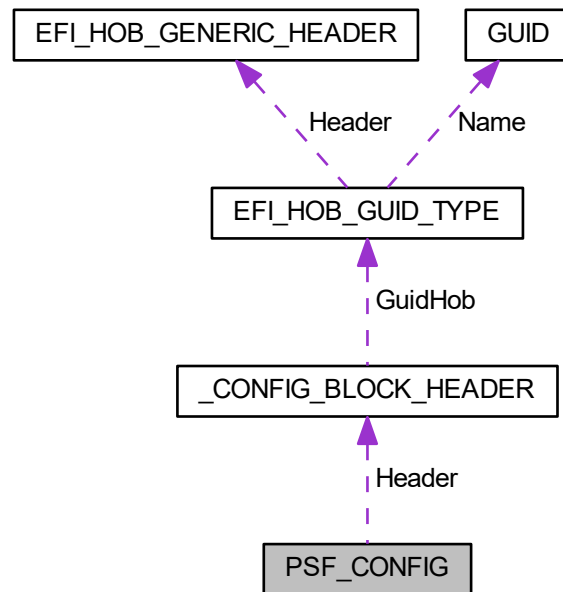 EFI_HOB_GENERIC_HEADER
GUID
Header
Name
EFI_HOB_GUID_TYPE
GuidHob
_CONFIG_BLOCK_HEADER
Header
PSF_CONFIG